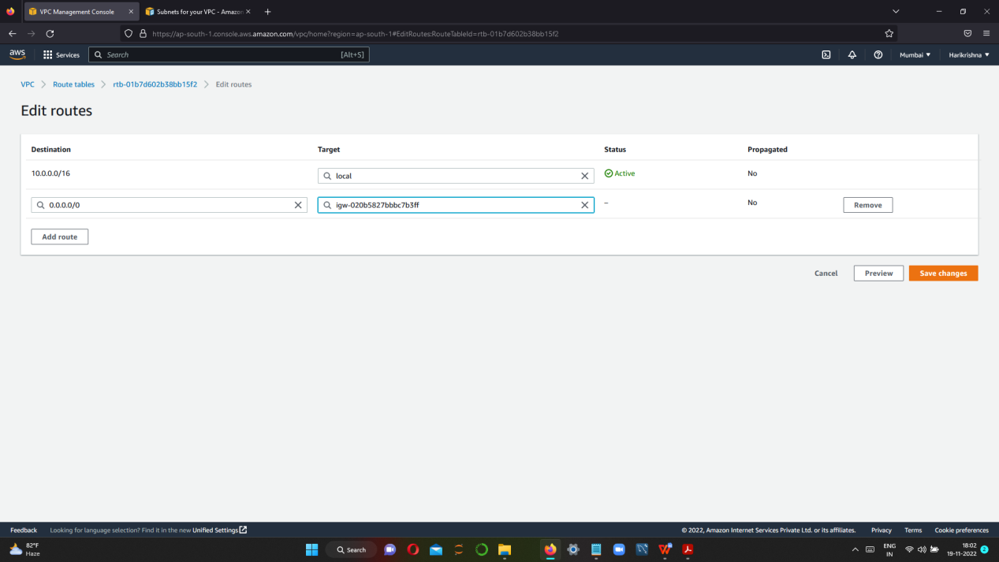 VPC Management Console
Subnets for your VPC - Amazon
https://ap-south-1.console.aws.amazon.com/vpc/home?region=ap-south-1#EditRoutes:RouteTableId=rtb-01b7d602b38bb15f2
aws
Services
Search
[Alt+S]
Mumbai
Harikrishna
VPC
Route tables
rtb-01b7d602b38bb15f2
Edit routes
Edit routes
Destination Target Status Propagated
10.0.0.0/16 local Active No
0.0.0.0/0 igw-020b5827bbbc7b3ff – No Remove
Add route
Cancel Preview Save changes
Feedback Looking for language selection? Find it in the new Unified Settings © 2022, Amazon Internet Services Private Ltd. or its affiliates. Privacy Terms Cookie preferences
82°F
Haze
Search
ENG
IN
18:02
19-11-2022
2